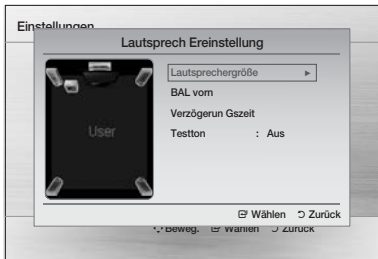 Einstellungen
Lautsprech Ereinstellung
Lautsprechergröße ►
BAL vorn
Verzögerun Gszeit
Testton : Aus
User
Wählen Zurück
Beweg. Wählen Zurück